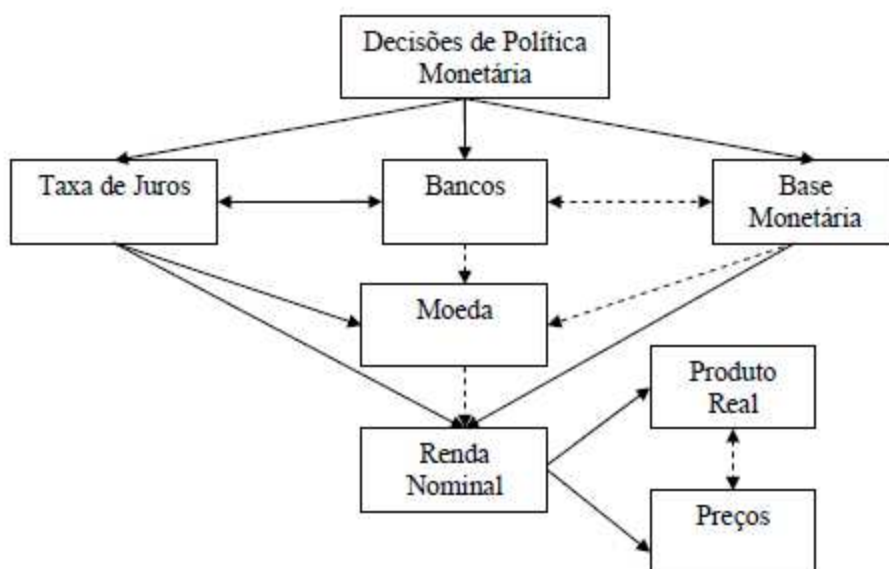 Decisões de Política
Monetária
Taxa de Juros
Bancos
Base
Monetária
Moeda
Produto
Real
Renda
Nominal
Preços